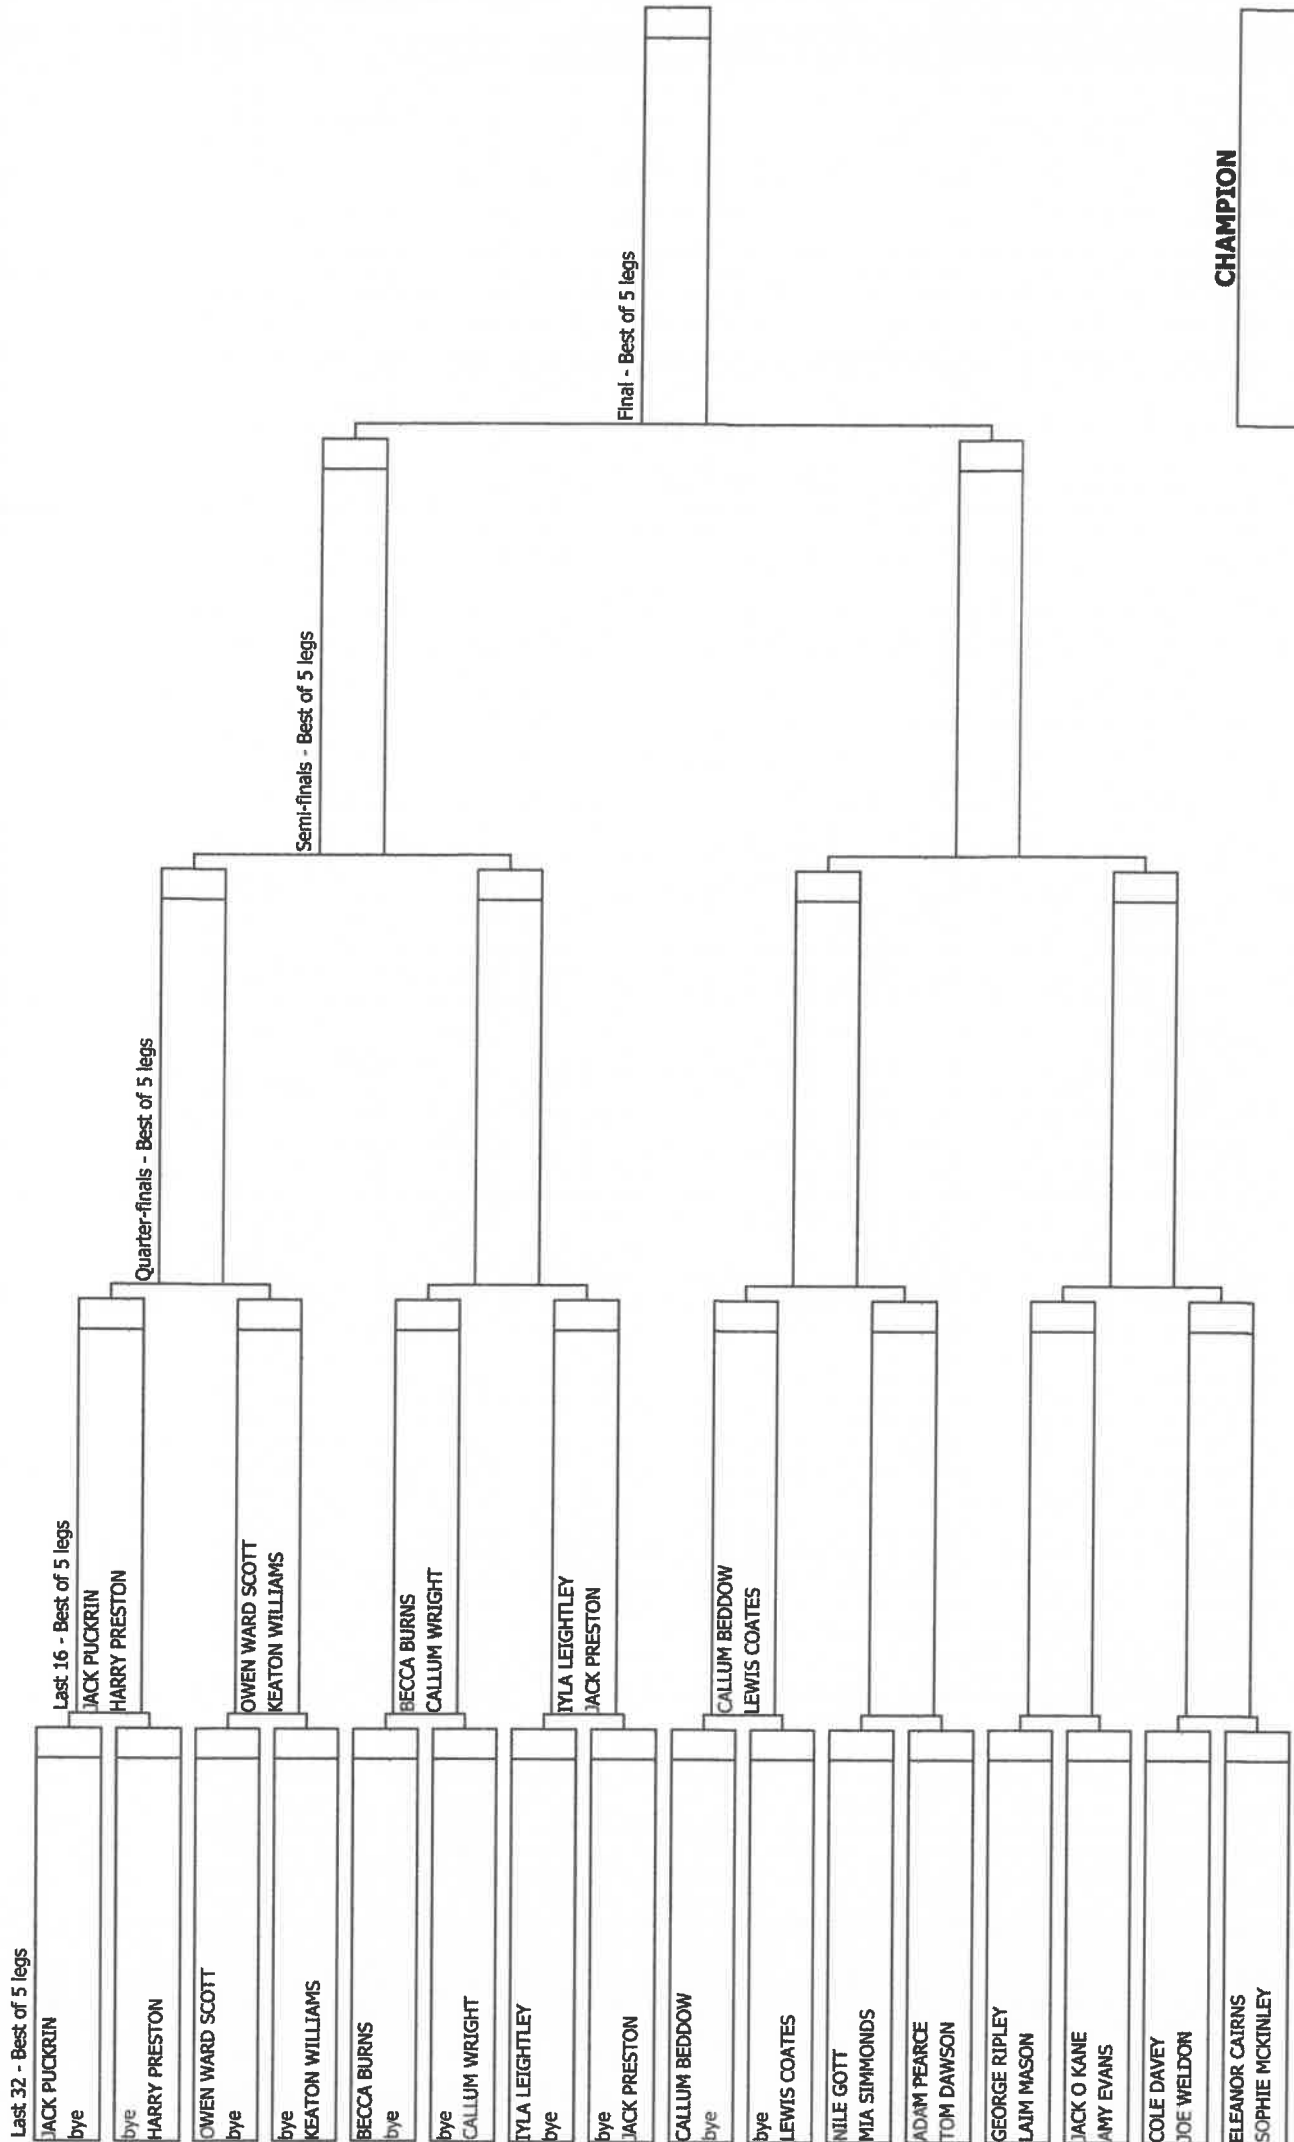 Last 32 - Best of 5 legs
JACK PUCKRIN
bye
bye
HARRY PRESTON
OWEN WARD SCOTT
bye
bye
KEATON WILLIAMS
BECCA BURNS
bye
bye
CALLUM WRIGHT
IYLA LEIGHTLEY
bye
bye
JACK PRESTON
CALLUM BEDDOW
bye
bye
LEWIS COATES
NILE GOTT
MIA SIMMONDS
ADAM PEARCE
TOM DAWSON
GEORGE RIPLEY
LAIM MASON
JACK O KANE
AMY EVANS
COLE DAVEY
JOE WELDON
ELEANOR CAIRNS
SOPHIE MCKINLEY
Last 16 - Best of 5 legs
JACK PUCKRIN
HARRY PRESTON
OWEN WARD SCOTT
KEATON WILLIAMS
BECCA BURNS
CALLUM WRIGHT
IYLA LEIGHTLEY
JACK PRESTON
CALLUM BEDDOW
LEWIS COATES
Quarter-finals - Best of 5 legs
Semi-finals - Best of 5 legs
Final - Best of 5 legs
CHAMPION